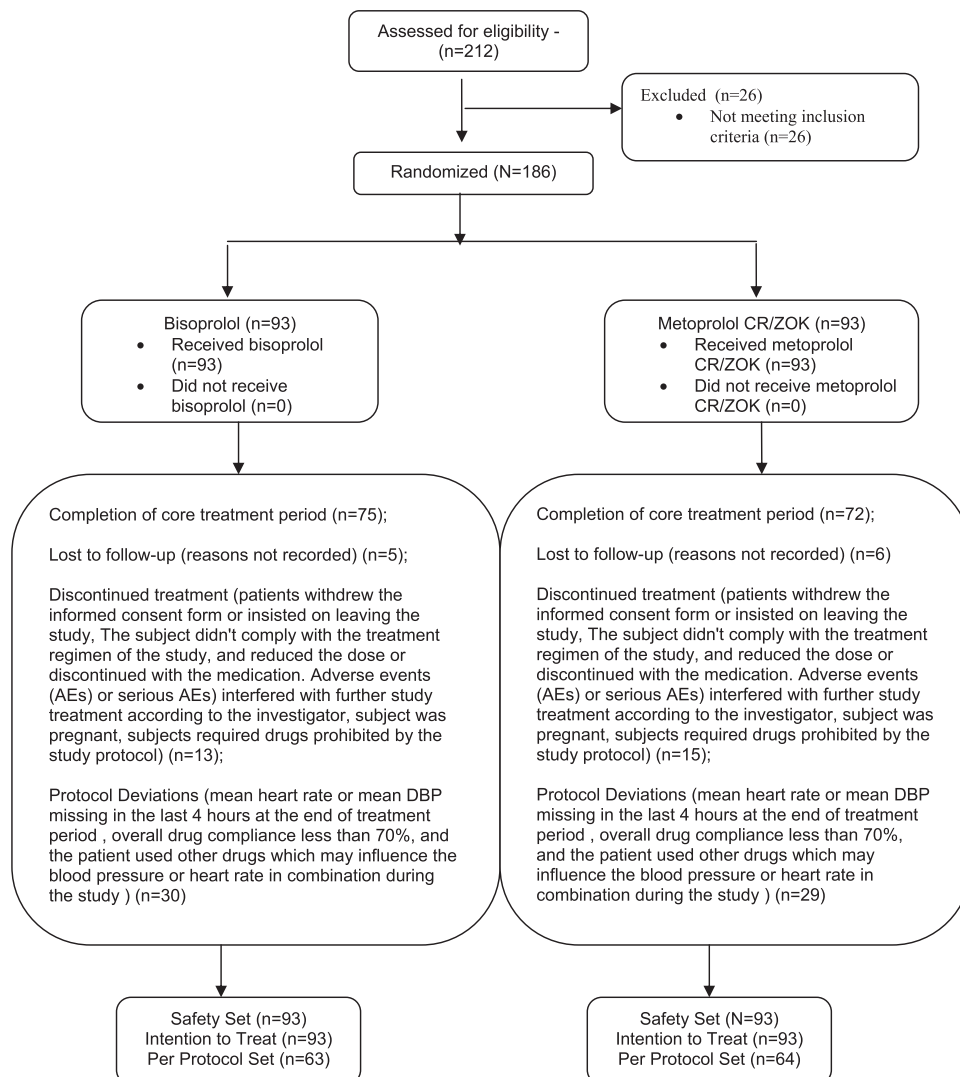 Assessed for eligibility -
(n=212)
Excluded (n=26)
• Not meeting inclusion
criteria (n=26)
Randomized (N=186)
Bisoprolol (n=93)
• Received bisoprolol
(n=93)
• Did not receive
bisoprolol (n=0)
Metoprolol CR/ZOK (n=93)
• Received metoprolol
CR/ZOK (n=93)
• Did not receive metoprolol
CR/ZOK (n=0)
Completion of core treatment period (n=75);
Lost to follow-up (reasons not recorded) (n=5);
Discontinued treatment (patients withdrew the
informed consent form or insisted on leaving the
study, The subject didn't comply with the treatment
regimen of the study, and reduced the dose or
discontinued with the medication. Adverse events
(AEs) or serious AEs) interfered with further study
treatment according to the investigator, subject was
pregnant, subjects required drugs prohibited by the
study protocol) (n=13);
Protocol Deviations (mean heart rate or mean DBP
missing in the last 4 hours at the end of treatment
period , overall drug compliance less than 70%, and
the patient used other drugs which may influence the
blood pressure or heart rate in combination during
the study ) (n=30)
Completion of core treatment period (n=72);
Lost to follow-up (reasons not recorded) (n=6)
Discontinued treatment (patients withdrew the
informed consent form or insisted on leaving the
study, The subject didn't comply with the treatment
regimen of the study, and reduced the dose or
discontinued with the medication. Adverse events
(AEs) or serious AEs) interfered with further study
treatment according to the investigator, subject was
pregnant, subjects required drugs prohibited by the
study protocol) (n=15);
Protocol Deviations (mean heart rate or mean DBP
missing in the last 4 hours at the end of treatment
period , overall drug compliance less than 70%,
and the patient used other drugs which may
influence the blood pressure or heart rate in
combination during the study ) (n=29)
Safety Set (n=93)
Intention to Treat (n=93)
Per Protocol Set (n=63)
Safety Set (N=93)
Intention to Treat (n=93)
Per Protocol Set (n=64)